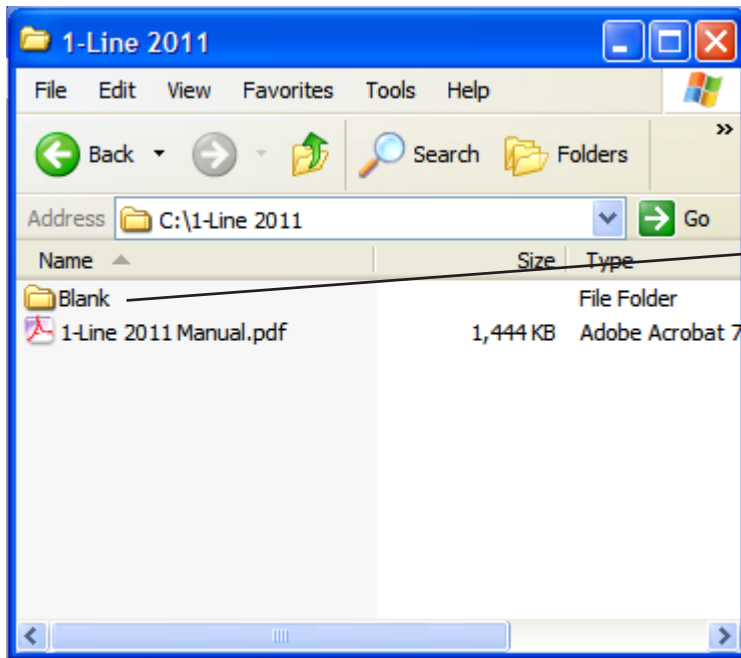 1-Line 2011
File Edit View Favorites Tools Help
Back Search Folders »
Address C:\1-Line 2011 Go
Name Size Type
Blank File Folder
1-Line 2011 Manual.pdf 1,444 KB Adobe Acrobat 7